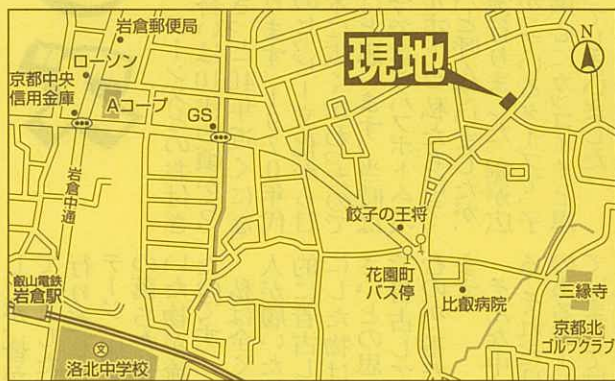 岩倉郵便局
ローソン
京都中央
信用金庫
Aコープ
GS
現地
N
岩倉中通
餃子の王将
花園町
バス停
比叡病院
三縁寺
京都北
ゴルフクラブ
叡山電鉄
岩倉駅
文
洛北中学校